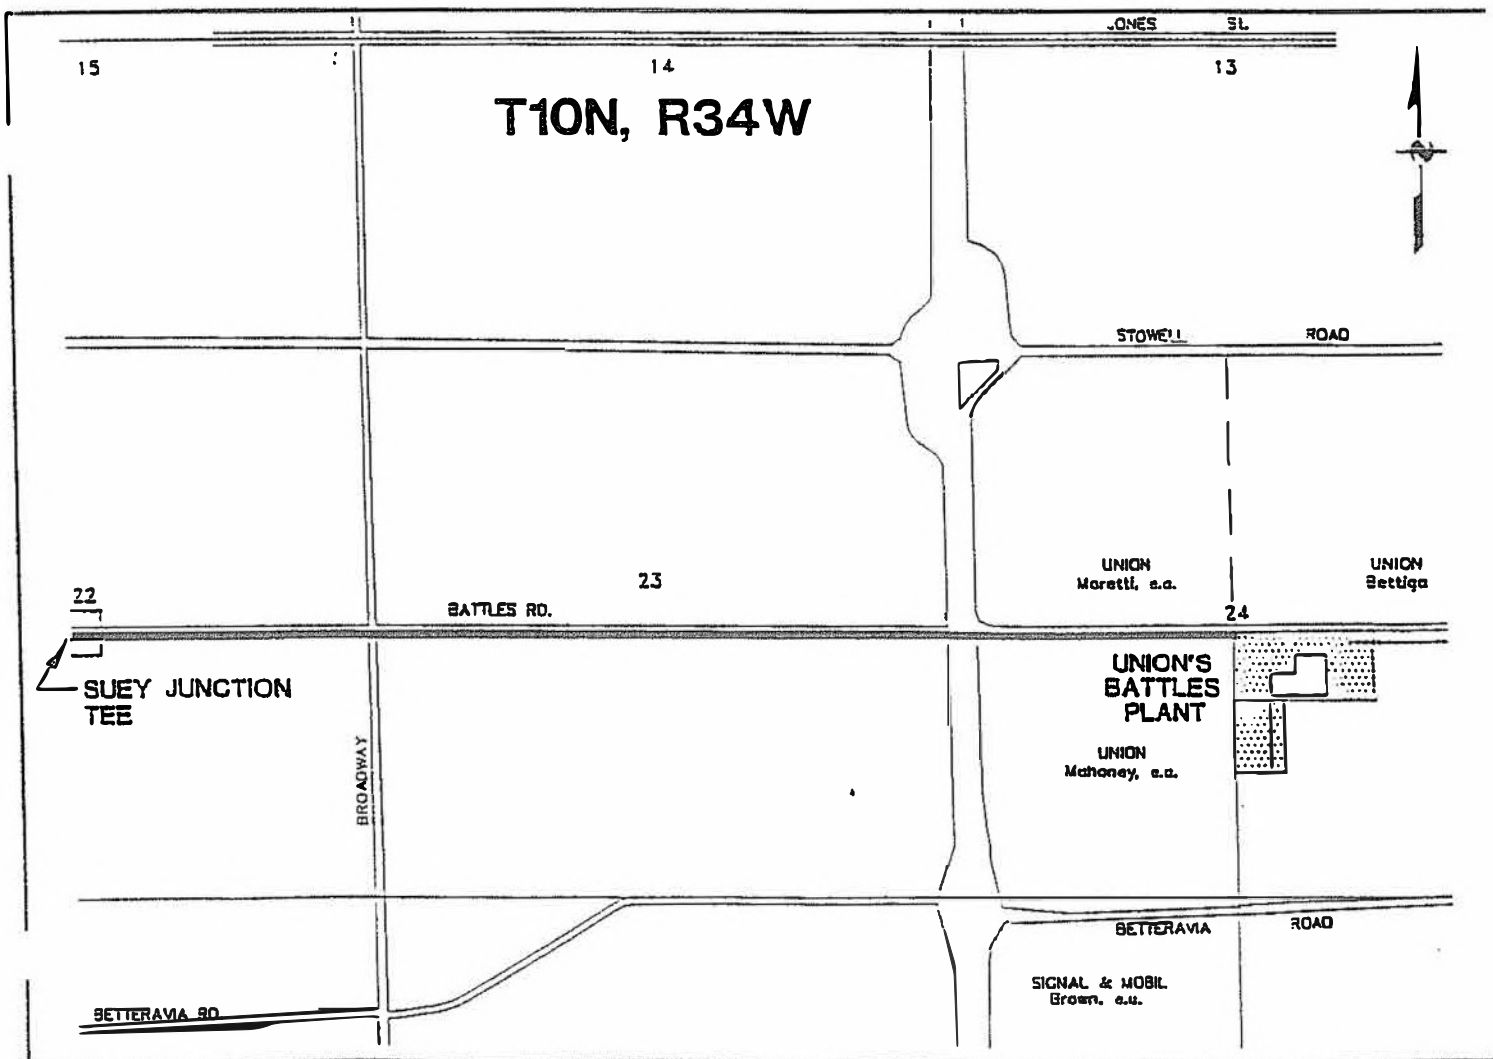 JONES ST.
15
14
13
T10N, R34W
STOWELL ROAD
UNION
Moretti, e.a.
UNION
Bettiga
22
23
24
BATTLES RD.
SUEY JUNCTION
TEE
UNION'S
BATTLES
PLANT
UNION
Mahoney, e.a.
BROADWAY
BETTERAVIA ROAD
SIGNAL & MOBIL
Brown, e.u.
BETTERAVIA RD